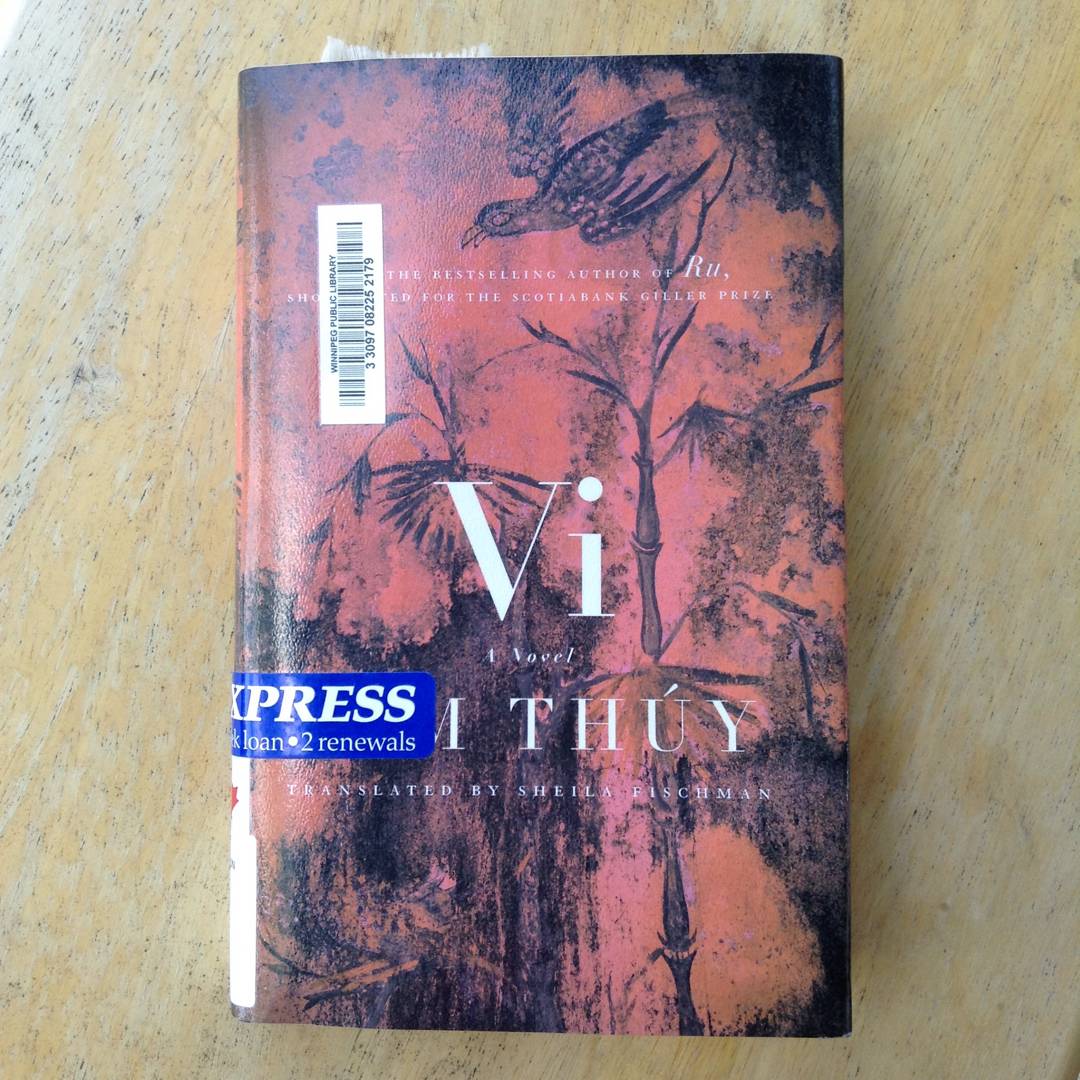 WINNIPEG PUBLIC LIBRARY
3 3097 08225 2179
THE BESTSELLING AUTHOR OF Ru,
SHO TED FOR THE SCOTIABANK GILLER PRIZE
Vi
A Novel
XPRESS
k loan • 2 renewals
M THÚY
TRANSLATED BY SHEILA FISCHMAN